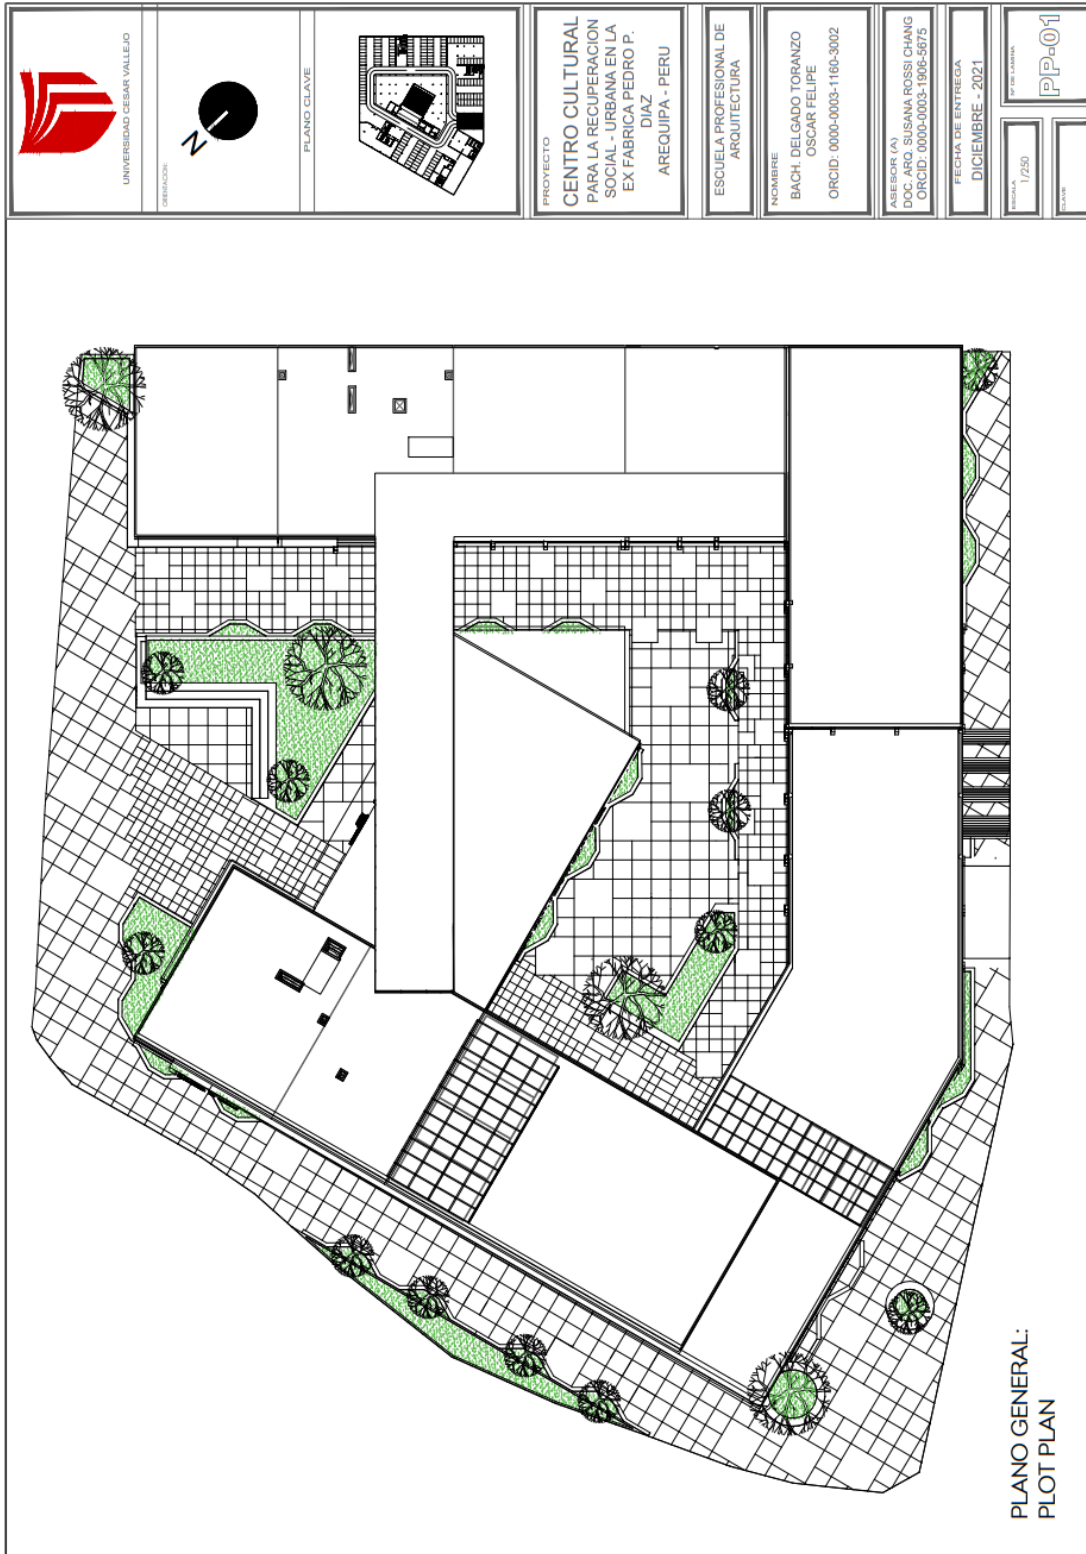 UNIVERSIDAD CESAR VALLEJO
ORIENTACION:
N
PLANO CLAVE
PROYECTO
CENTRO CULTURAL
PARA LA RECUPERACION
SOCIAL - URBANA EN LA
EX FABRICA PEDRO P.
DIAZ
AREQUIPA - PERU
ESCUELA PROFESIONAL DE
ARQUITECTURA
NOMBRE
BACH. DELGADO TORANZO
OSCAR FELIPE
ORCID: 0000-0003-1160-3002
ASESOR (A)
DOC. ARQ. SUSANA ROSSI CHANG
ORCID: 0000-0003-1906-5675
FECHA DE ENTREGA
DICIEMBRE - 2021
ESCALA
1/250
N° DE LAMINA
PP-01
CLAVE
PLANO GENERAL:
PLOT PLAN